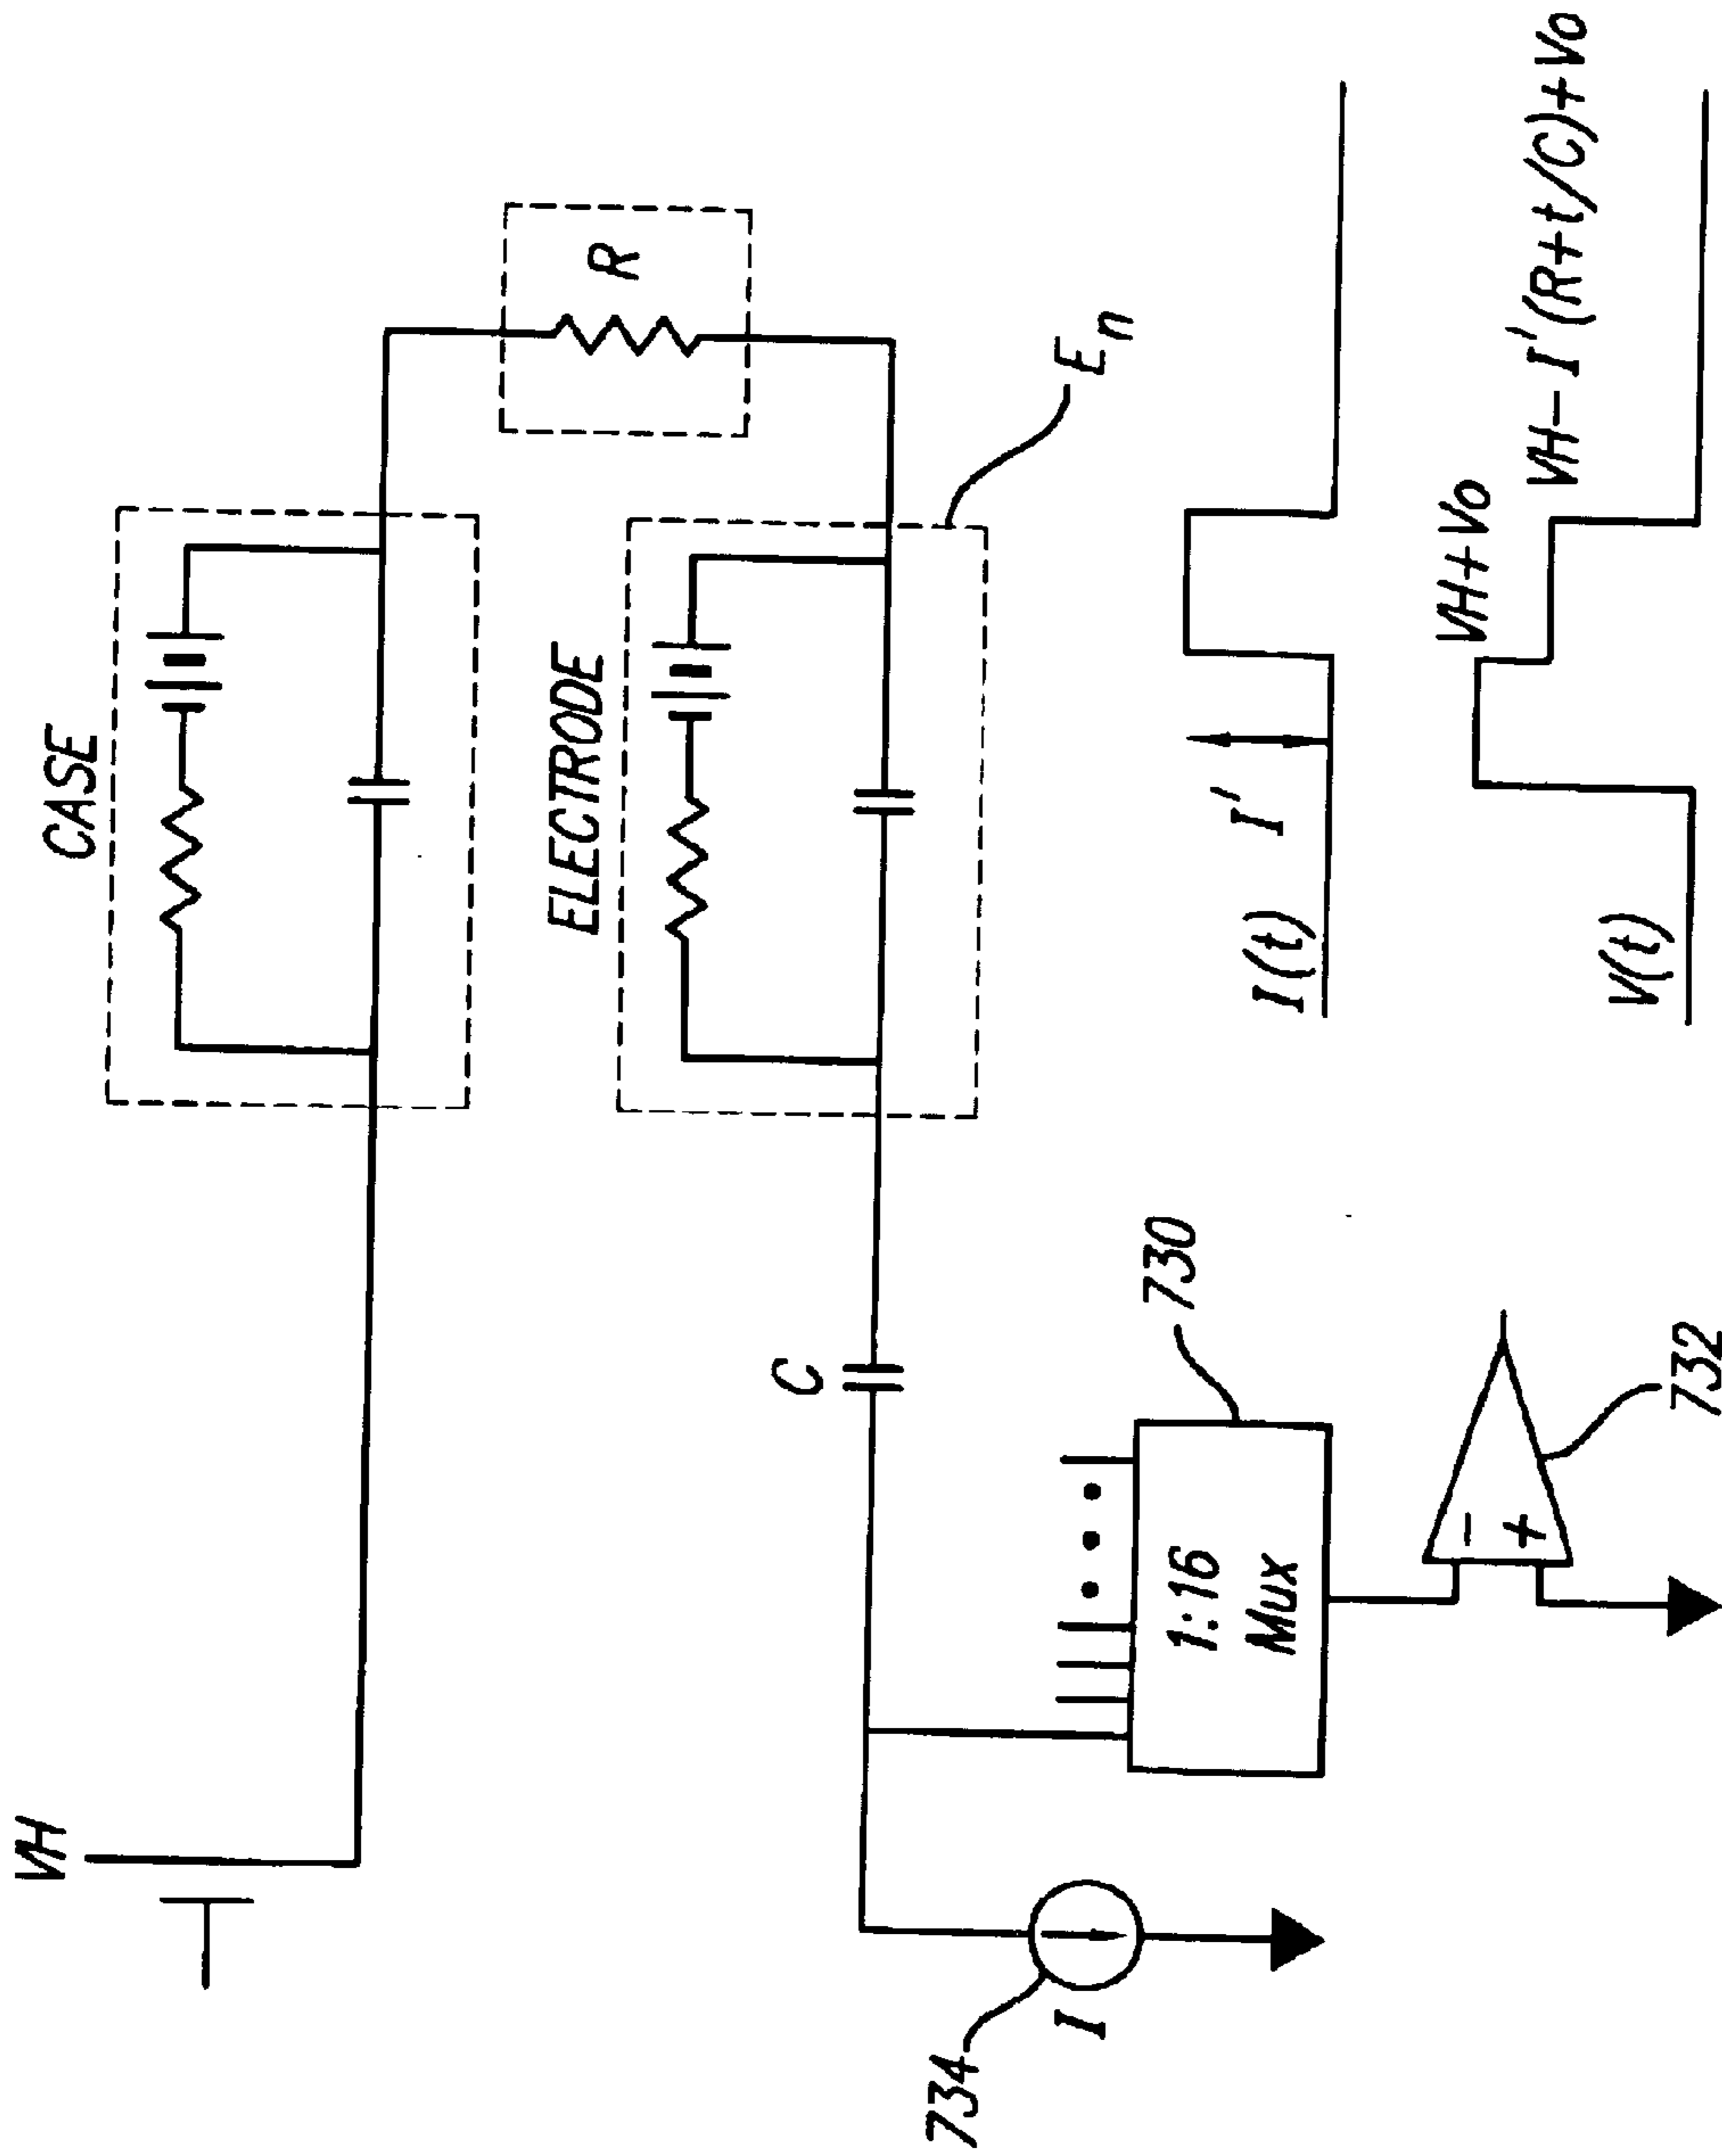 VH
CASE
R
ELECTRODE
En
C
734
I
1:16
Mux
730
- +
732
I(t)
I'
V(t)
VH+Vo
VH-I'(R+t/C)+Vo